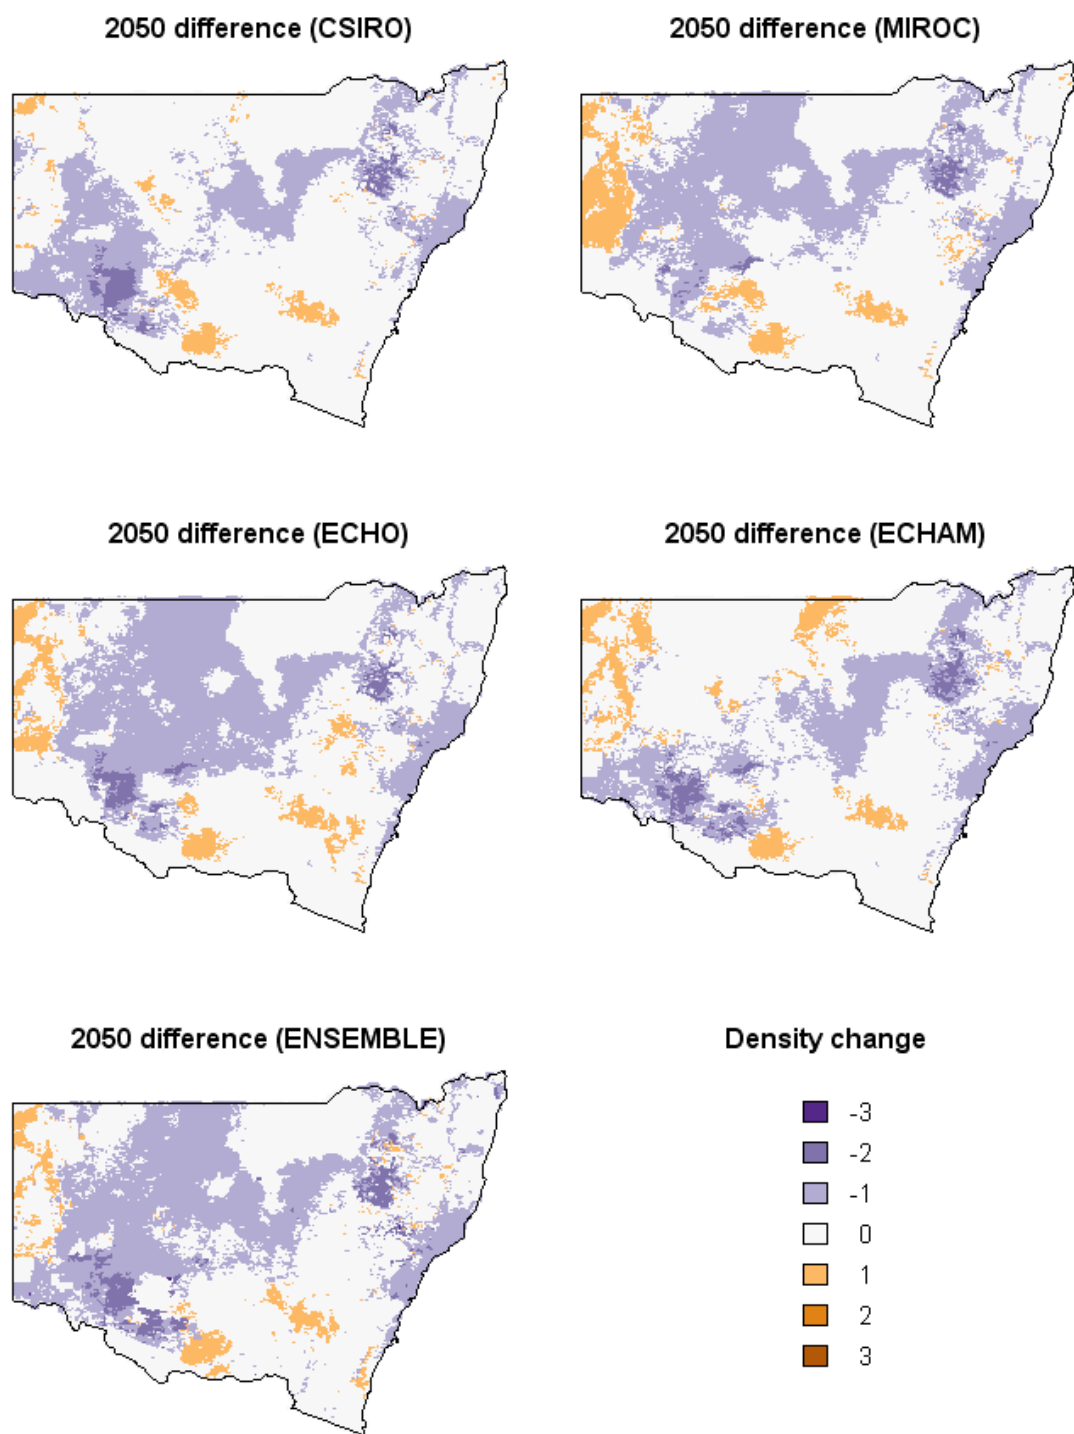 2050 difference (CSIRO)
2050 difference (MIROC)
2050 difference (ECHO)
2050 difference (ECHAM)
2050 difference (ENSEMBLE)
Density change
-3
-2
-1
0
1
2
3